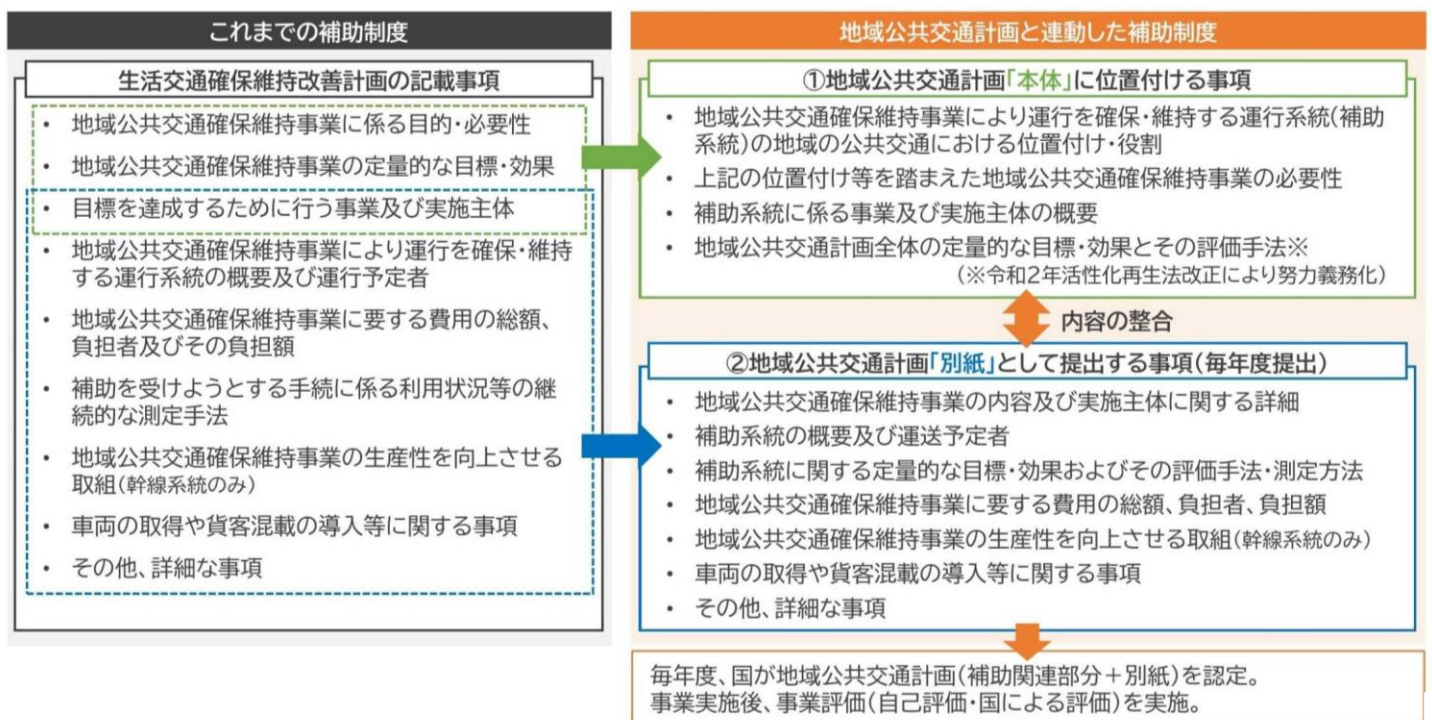 これまでの補助制度
生活交通確保維持改善計画の記載事項
・ 地域公共交通確保維持事業に係る目的・必要性
・ 地域公共交通確保維持事業の定量的な目標・効果
・ 目標を達成するために行う事業及び実施主体
・ 地域公共交通確保維持事業により運行を確保・維持
する運行系統の概要及び運行予定者
・ 地域公共交通確保維持事業に要する費用の総額、
負担者及びその負担額
・ 補助を受けようとする手続に係る利用状況等の継
続的な測定手法
・ 地域公共交通確保維持事業の生産性を向上させる
取組(幹線系統のみ)
・ 車両の取得や貨客混載の導入等に関する事項
・ その他、詳細な事項
地域公共交通計画と連動した補助制度
①地域公共交通計画「本体」に位置付ける事項
・ 地域公共交通確保維持事業により運行を確保・維持する運行系統(補助
系統)の地域の公共交通における位置付け・役割
・ 上記の位置付け等を踏まえた地域公共交通確保維持事業の必要性
・ 補助系統に係る事業及び実施主体の概要
・ 地域公共交通計画全体の定量的な目標・効果とその評価手法※
(※令和2年活性化再生法改正により努力義務化)
内容の整合
②地域公共交通計画「別紙」として提出する事項(毎年度提出)
・ 地域公共交通確保維持事業の内容及び実施主体に関する詳細
・ 補助系統の概要及び運送予定者
・ 補助系統に関する定量的な目標・効果およびその評価手法・測定方法
・ 地域公共交通確保維持事業に要する費用の総額、負担者、負担額
・ 地域公共交通確保維持事業の生産性を向上させる取組(幹線系統のみ)
・ 車両の取得や貨客混載の導入等に関する事項
・ その他、詳細な事項
毎年度、国が地域公共交通計画(補助関連部分+別紙)を認定。
事業実施後、事業評価(自己評価・国による評価)を実施。